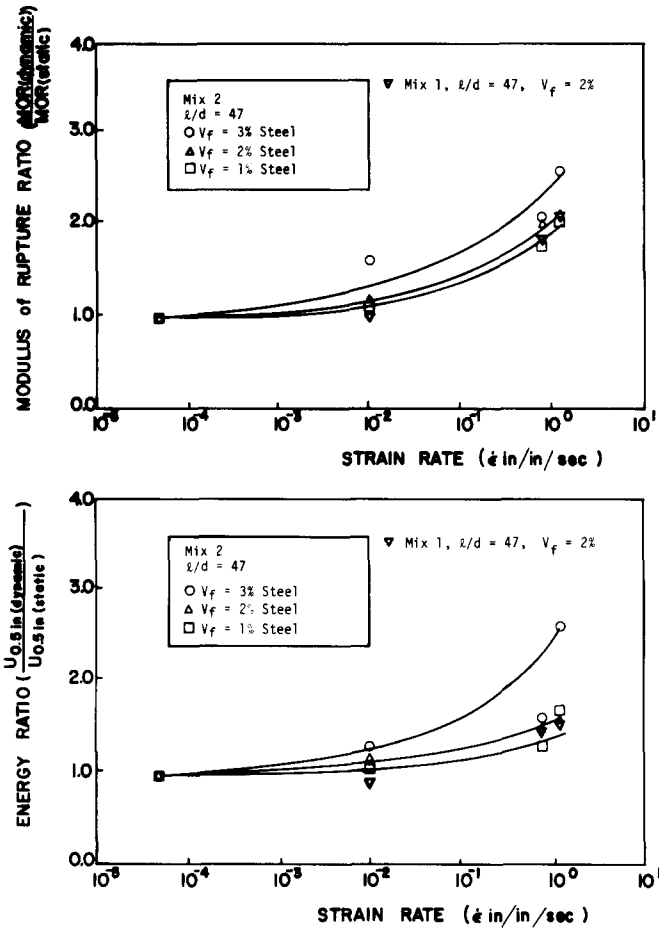 MODULUS of RUPTURE RATIO (MOR(dynamic)
MOR(static)
4.0
3.0
2.0
1.0
0.0
Mix 2
ℓ/d = 47
○ Vf = 3% Steel
▲ Vf = 2% Steel
□ Vf = 1% Steel
▼ Mix 1, ℓ/d = 47, Vf = 2%
10⁻⁵ 10⁻⁴ 10⁻³ 10⁻² 10⁻¹ 10⁰ 10¹
STRAIN RATE (ε̇ in/in/sec)
ENERGY RATIO (U0.5in(dynamic)
U0.5in(static) )
4.0
3.0
2.0
1.0
0.0
Mix 2
ℓ/d = 47
○ Vf = 3% Steel
△ Vf = 2% Steel
□ Vf = 1% Steel
▽ Mix 1, ℓ/d = 47, Vf = 2%
10⁻⁵ 10⁻⁴ 10⁻³ 10⁻² 10⁻¹ 10⁰ 10¹
STRAIN RATE (ε̇ in/in/sec)